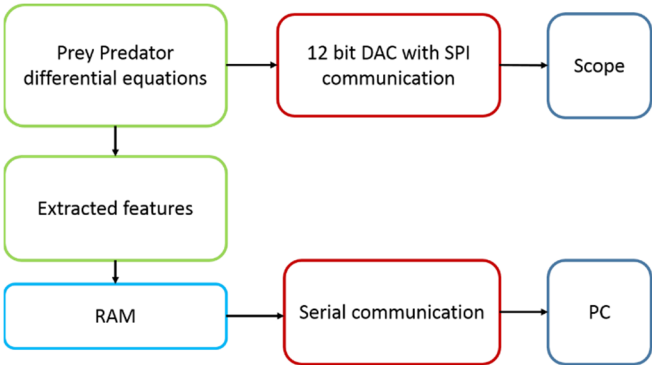 Prey Predator
differential equations
12 bit DAC with SPI
communication
Scope
Extracted features
RAM
Serial communication
PC